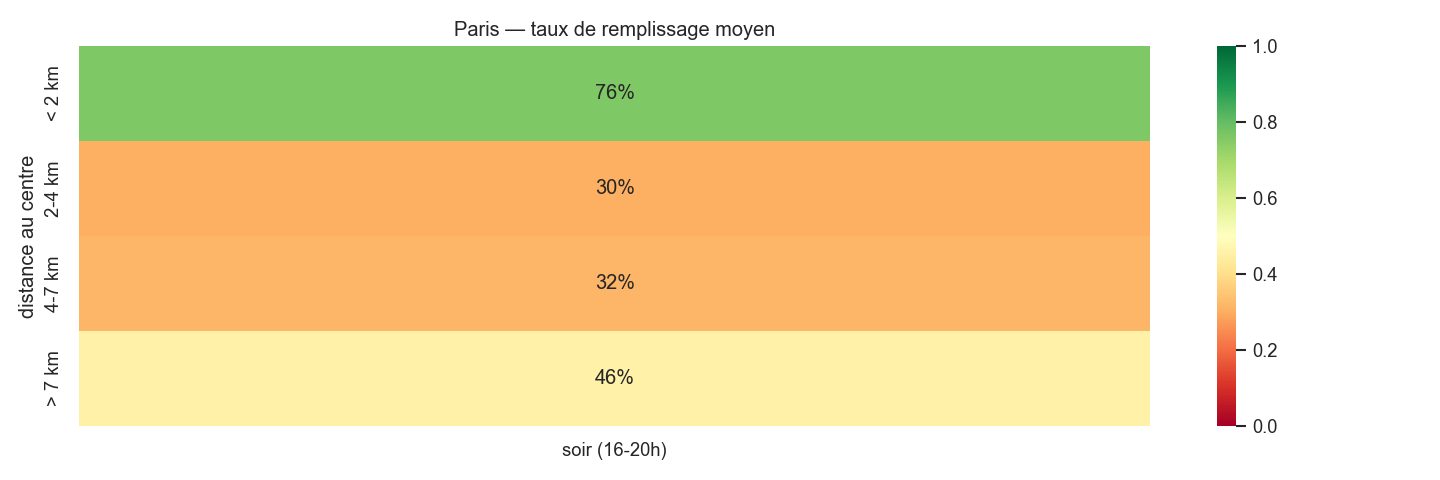 Paris — taux de remplissage moyen
distance au centre
< 2 km
2-4 km
4-7 km
> 7 km
76%
30%
32%
46%
soir (16-20h)
1.0
0.8
0.6
0.4
0.2
0.0